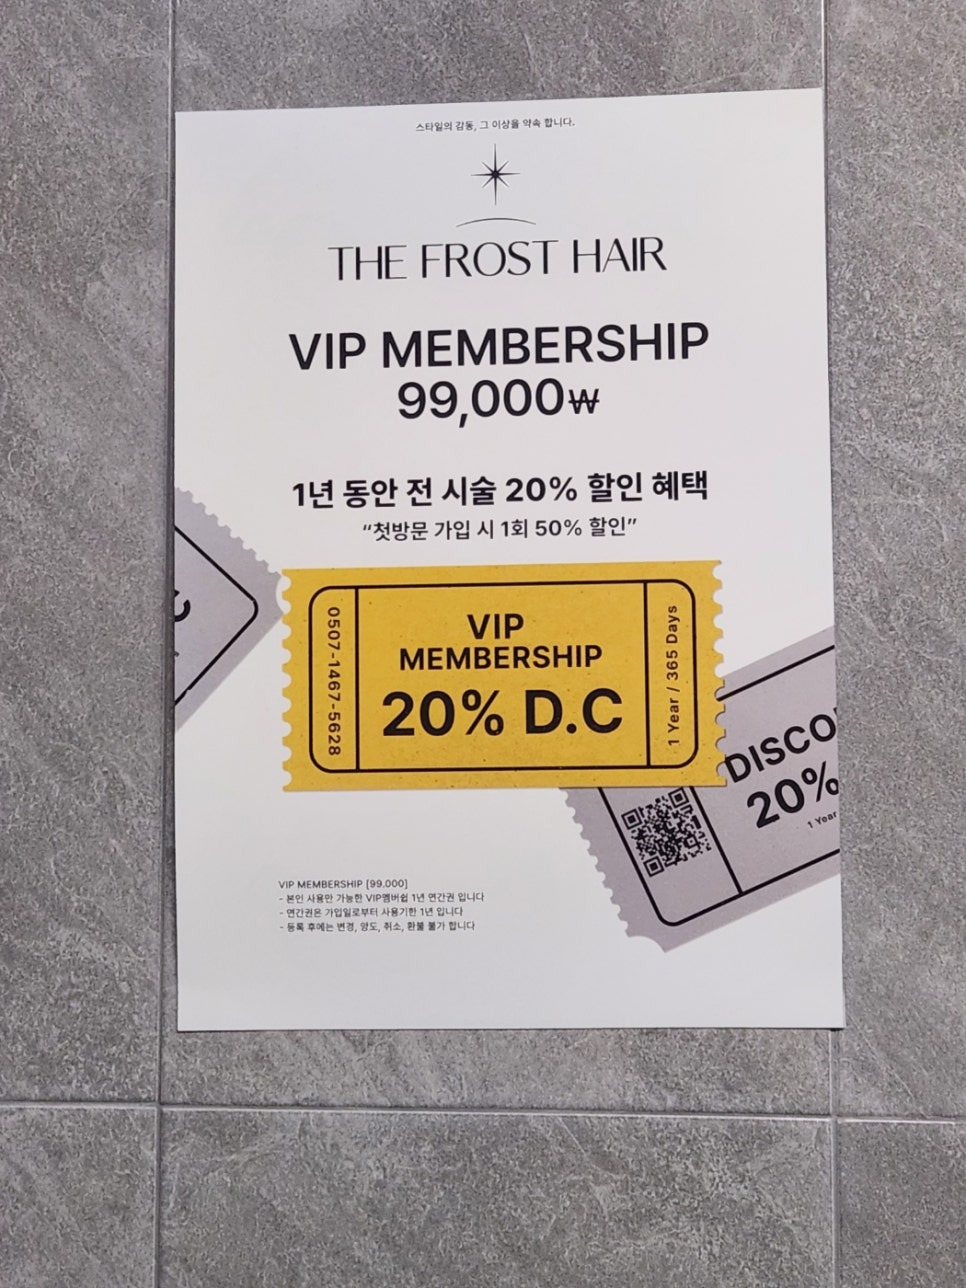 스타일의 감동, 그 이상을 약속 합니다.
THE FROST HAIR
VIP MEMBERSHIP
99,000₩
1년 동안 전 시술 20% 할인 혜택
“첫방문 가입 시 1회 50% 할인”
0507-1467-5628
VIP
MEMBERSHIP
20% D.C
1 Year / 365 Days
C
DISCO
20%
1 Year
VIP MEMBERSHIP [99.000]
- 본인 사용만 가능한 VIP멤버쉽 1년 연간권 입니다
- 연간권은 가입일로부터 사용기한 1년 입니다
- 등록 후에는 변경, 양도, 취소, 환불 불가 합니다